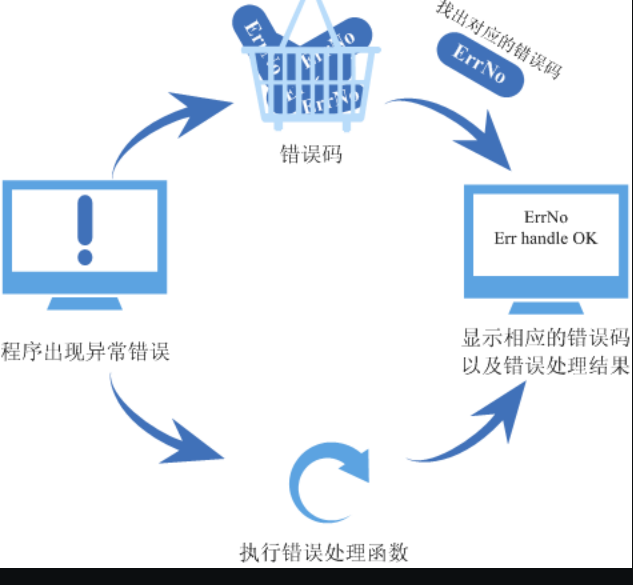 ErrNo
ErrNo
找出对应的错误码
ErrNo
错误码
ErrNo
Err handle OK
程序出现异常错误
显示相应的错误码
以及错误处理结果
执行错误处理函数